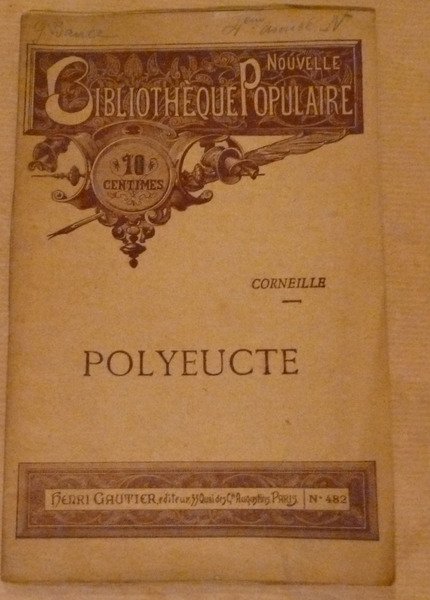 NOUVELLE
BIBLIOTHÈQUE POPULAIRE
10
CENTIMES
CORNEILLE
POLYEUCTE
HENRI GAUTIER, éditeur, 55 Quai des Gds Augustins, PARIS. | N° 482